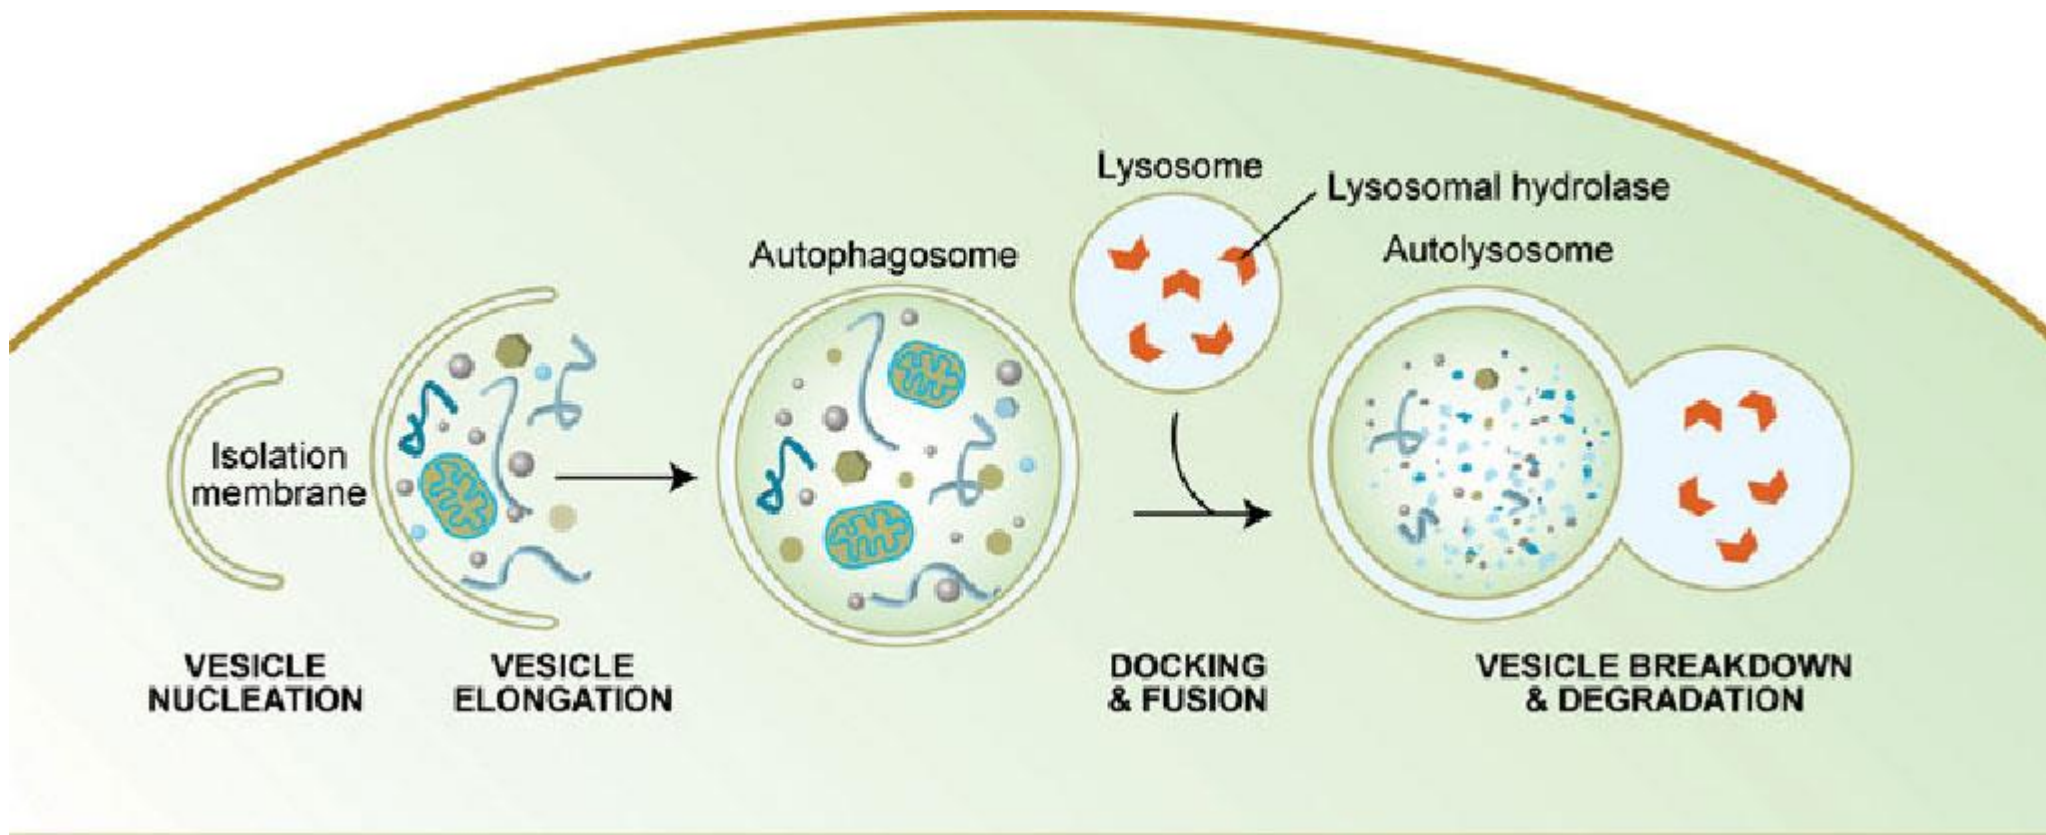 Lysosome
Lysosomal hydrolase
Autophagosome
Autolysosome
Isolation
membrane
VESICLE
NUCLEATION
VESICLE
ELONGATION
DOCKING
& FUSION
VESICLE BREAKDOWN
& DEGRADATION